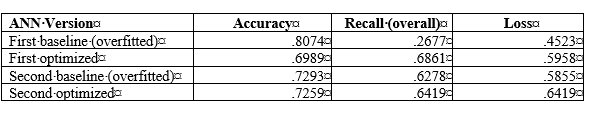 ANN Version Accuracy Recall (overall) Loss
First baseline (overfitted) .8074 .2677 .4523
First optimized .6989 .6861 .5958
Second baseline (overfitted) .7293 .6278 .5855
Second optimized .7259 .6419 .6419